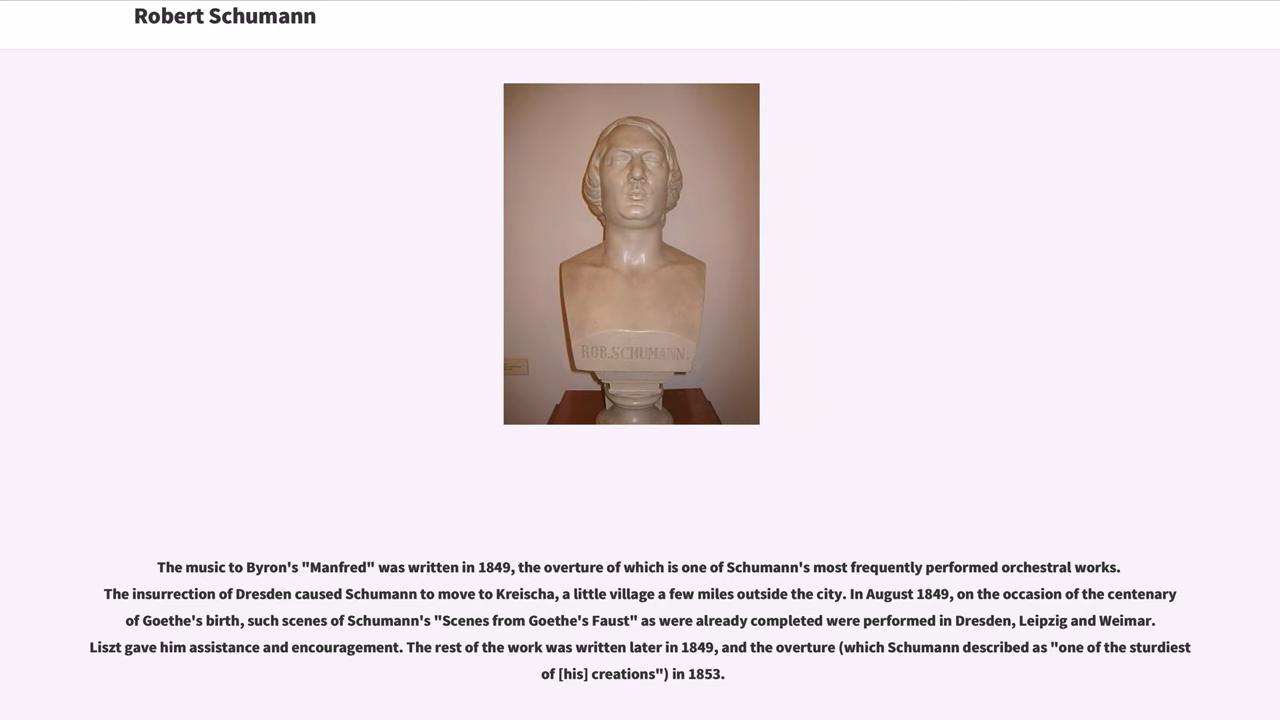 Robert Schumann
ROB.SCHUMANN.
The music to Byron's "Manfred" was written in 1849, the overture of which is one of Schumann's most frequently performed orchestral works.
The insurrection of Dresden caused Schumann to move to Kreischa, a little village a few miles outside the city. In August 1849, on the occasion of the centenary
of Goethe's birth, such scenes of Schumann's "Scenes from Goethe's Faust" as were already completed were performed in Dresden, Leipzig and Weimar.
Liszt gave him assistance and encouragement. The rest of the work was written later in 1849, and the overture (which Schumann described as "one of the sturdiest
of [his] creations") in 1853.